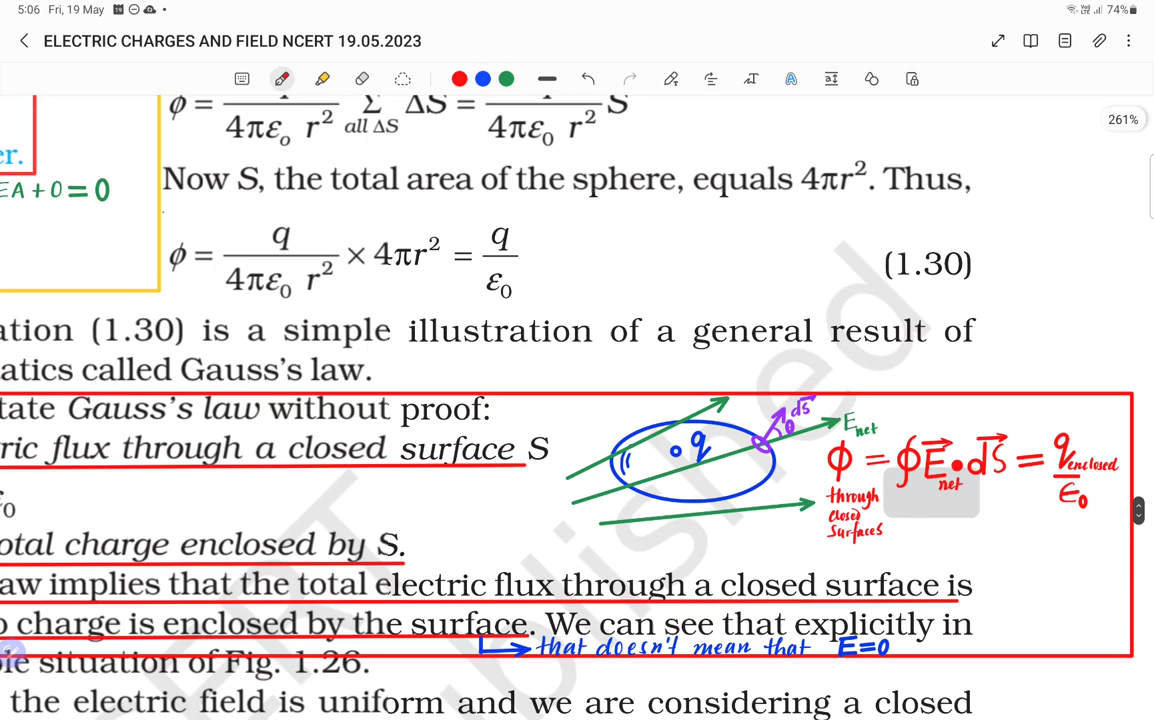 5:06 Fri, 19 May
74%
ELECTRIC CHARGES AND FIELD NCERT 19.05.2023
261%
ϕ = 4πε₀ r² Σ all ΔS ΔS = 4πε₀ r² S
er.
EA + 0 = 0
Now S, the total area of the sphere, equals 4πr². Thus,
ϕ = q / 4πε₀ r² × 4πr² = q / ε₀ (1.30)
ation (1.30) is a simple illustration of a general result of
atics called Gauss's law.
tate Gauss's law without proof:
ric flux through a closed surface S
ε₀
otal charge enclosed by S.
q
dS⃗
θ
E net
ϕ = ∮ E⃗ net • dS⃗ = q enclosed / ε₀
through
closed
surfaces
aw implies that the total electric flux through a closed surface is
o charge is enclosed by the surface. We can see that explicitly in
that doesn't mean that E=0
ple situation of Fig. 1.26.
the electric field is uniform and we are considering a closed